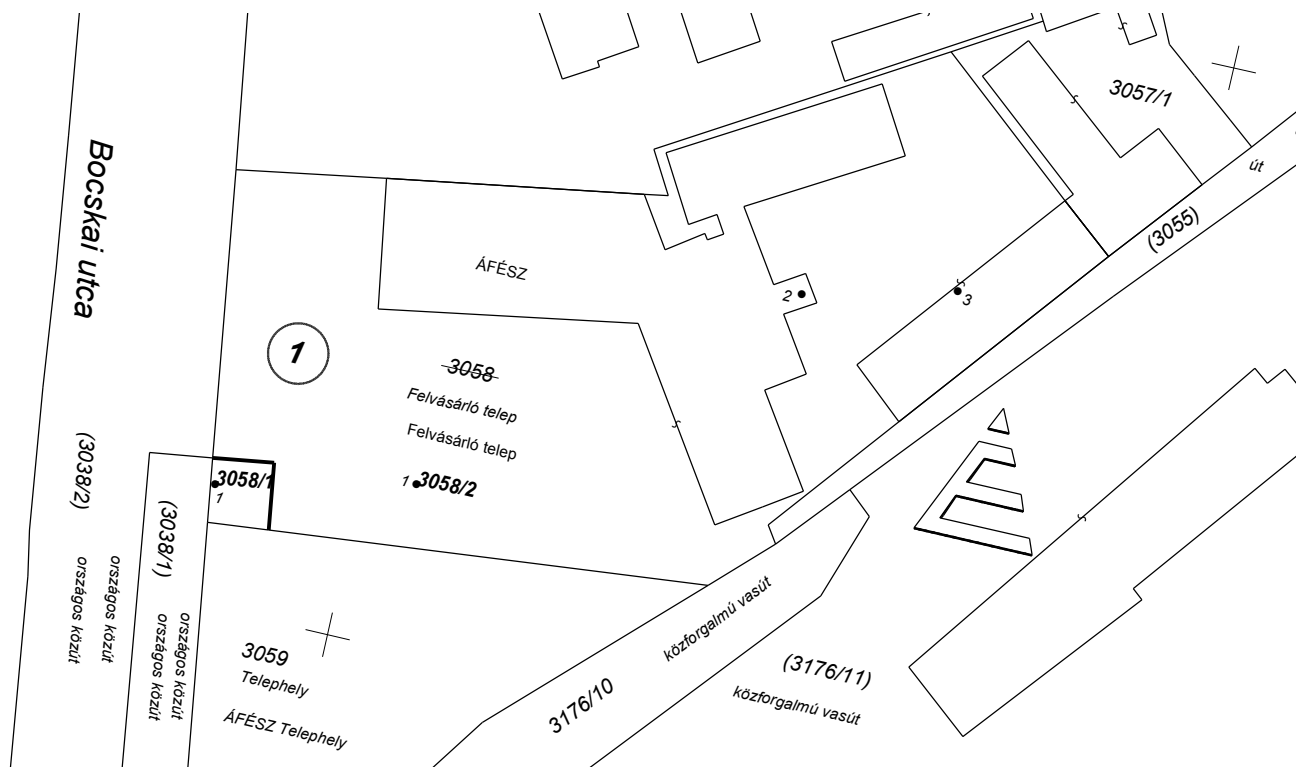 3057/1
út
Bocskai utca
(3055)
ÁFÉSZ
2
3
1
3058
Felvásárló telep
Felvásárló telep
(3038/2)
3058/1
1
1
3058/2
(3038/1)
országos közút
országos közút
országos közút
országos közút
közforgalmú vasút
3059
Telephely
ÁFÉSZ Telephely
3176/10
(3176/11)
közforgalmú vasút